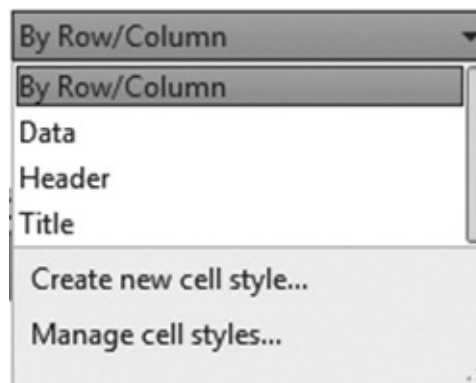 By Row/Column
By Row/Column
Data
Header
Title
Create new cell style...
Manage cell styles...